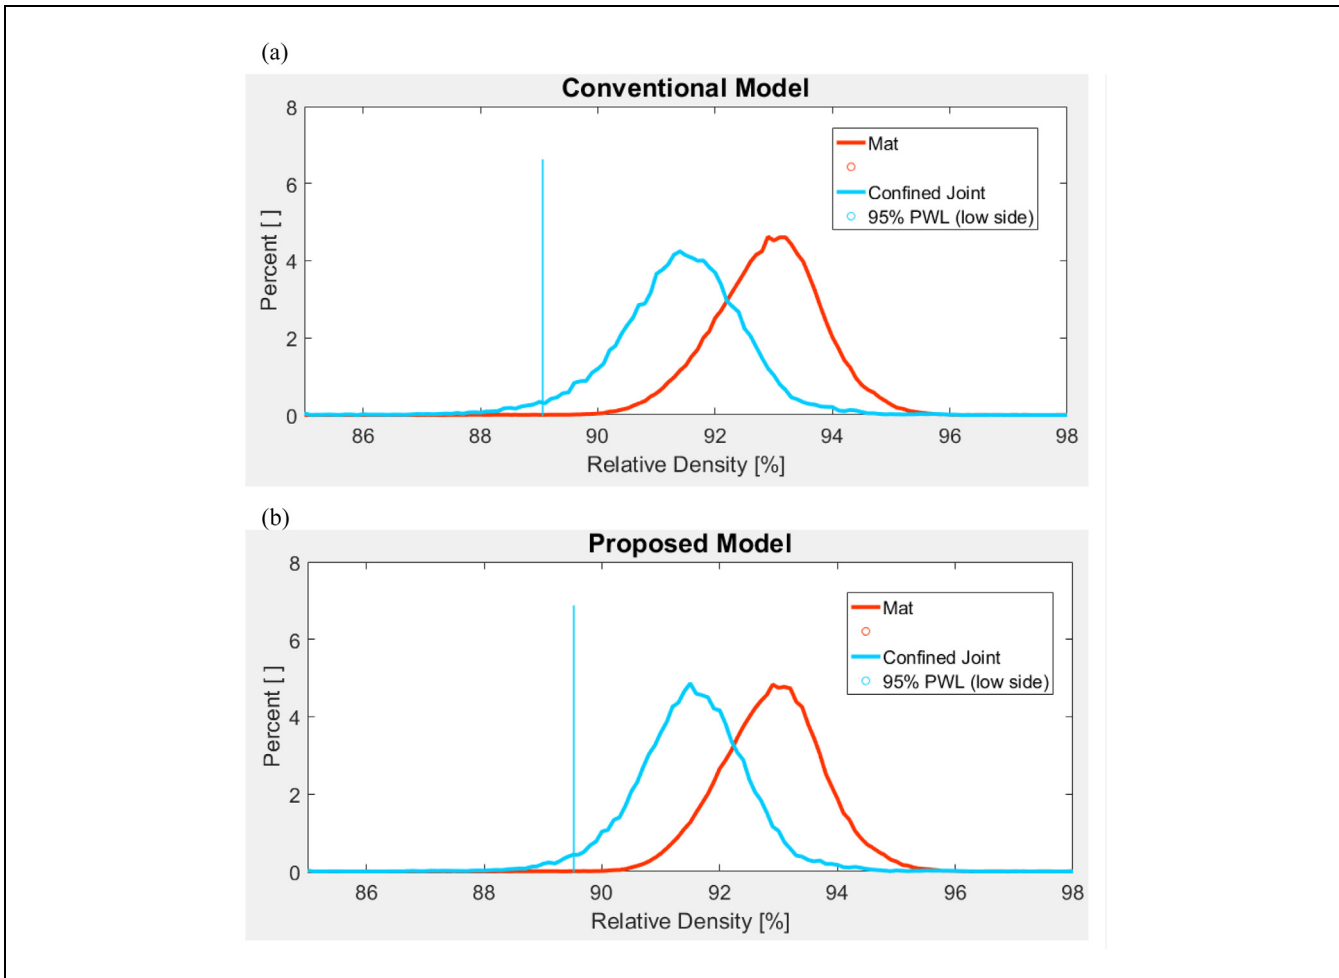 (a)
Conventional Model
8
6
4
2
0
Percent [ ]
Mat
Confined Joint
95% PWL (low side)
86 88 90 92 94 96 98
Relative Density [%]
(b)
Proposed Model
8
6
4
2
0
Percent [ ]
Mat
Confined Joint
95% PWL (low side)
86 88 90 92 94 96 98
Relative Density [%]